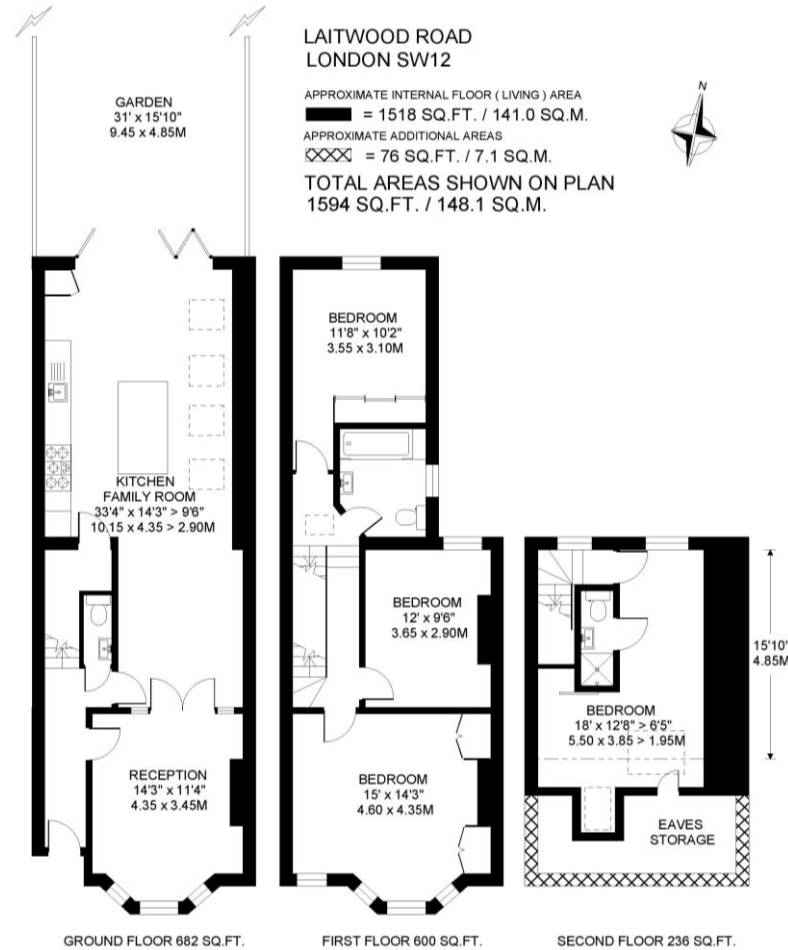 LAITWOOD ROAD
LONDON SW12
APPROXIMATE INTERNAL FLOOR ( LIVING ) AREA
= 1518 SQ.FT. / 141.0 SQ.M.
APPROXIMATE ADDITIONAL AREAS
= 76 SQ.FT. / 7.1 SQ.M.
TOTAL AREAS SHOWN ON PLAN
1594 SQ.FT. / 148.1 SQ.M.
N
GARDEN
31' x 15'10"
9.45 x 4.85M
KITCHEN
FAMILY ROOM
33'4" x 14'3" > 9'6"
10.15 x 4.35 > 2.90M
RECEPTION
14'3" x 11'4"
4.35 x 3.45M
GROUND FLOOR 682 SQ.FT.
BEDROOM
11'8" x 10'2"
3.55 x 3.10M
BEDROOM
12' x 9'6"
3.65 x 2.90M
BEDROOM
15' x 14'3"
4.60 x 4.35M
FIRST FLOOR 600 SQ.FT.
15'10"
4.85M
BEDROOM
18' x 12'8" > 6'5"
5.50 x 3.85 > 1.95M
EAVES
STORAGE
SECOND FLOOR 236 SQ.FT.